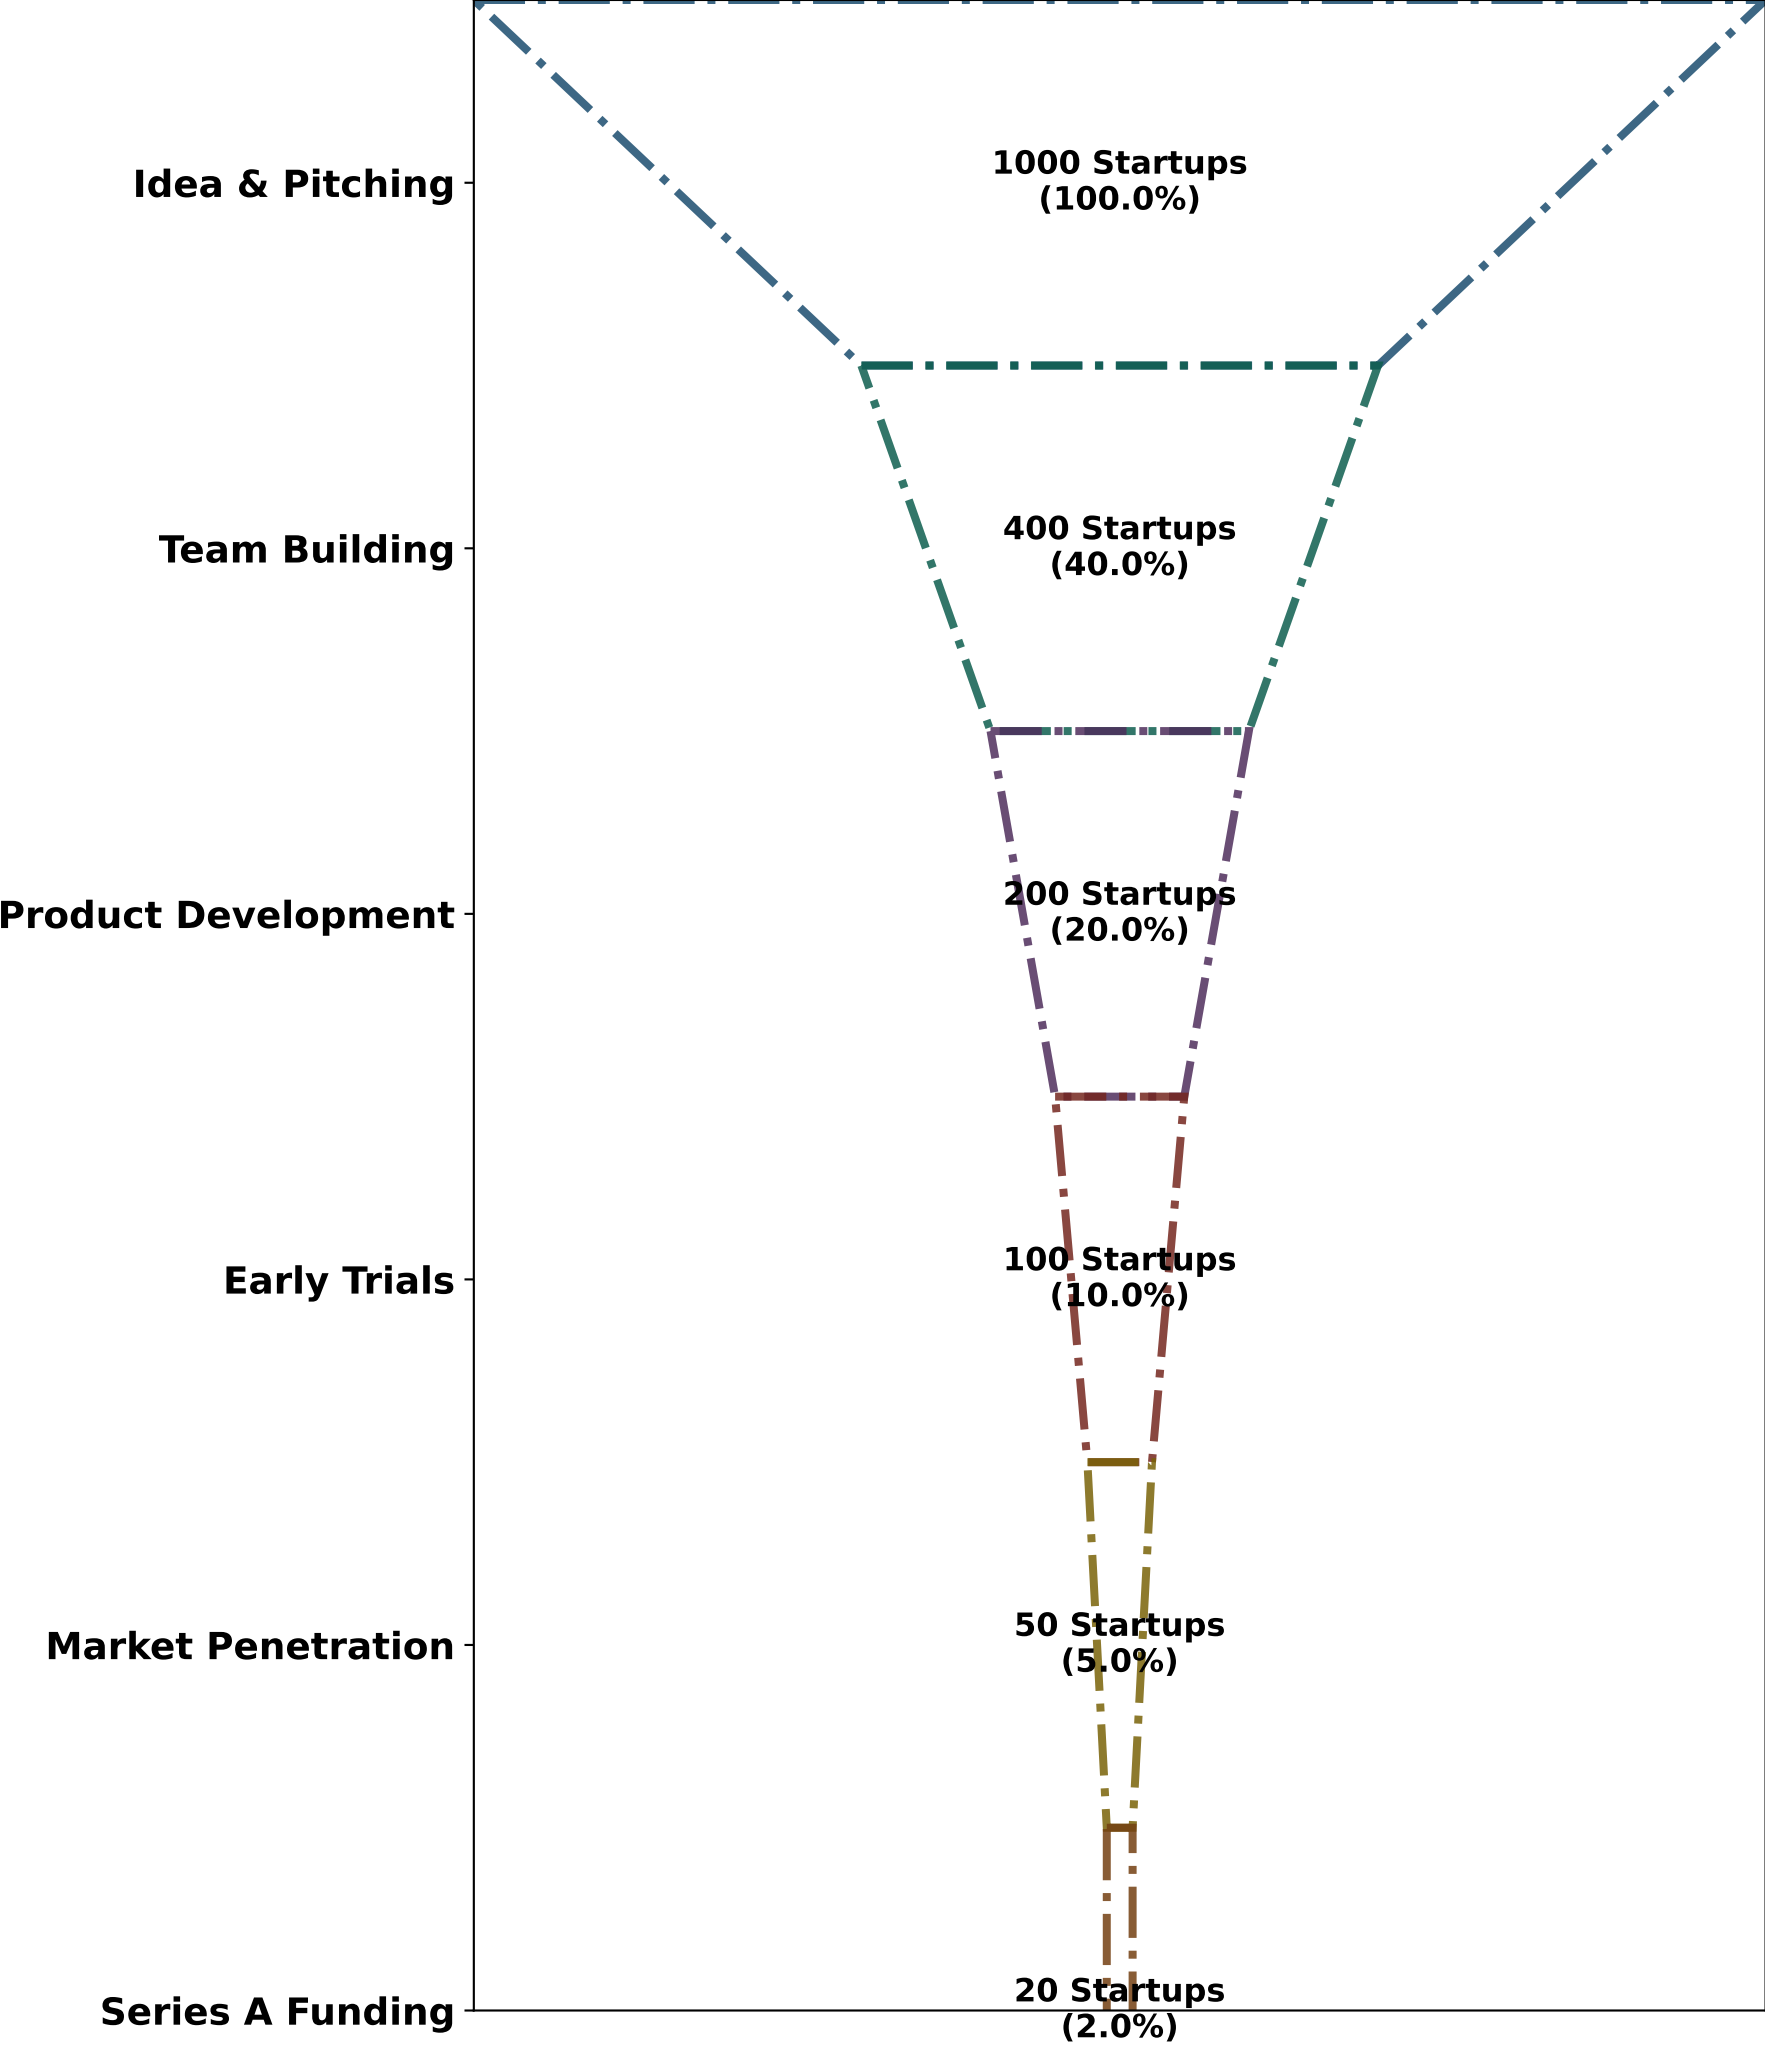 Idea & Pitching
1000 Startups
(100.0%)
Team Building
400 Startups
(40.0%)
Product Development
200 Startups
(20.0%)
Early Trials
100 Startups
(10.0%)
Market Penetration
50 Startups
(5.0%)
Series A Funding
20 Startups
(2.0%)